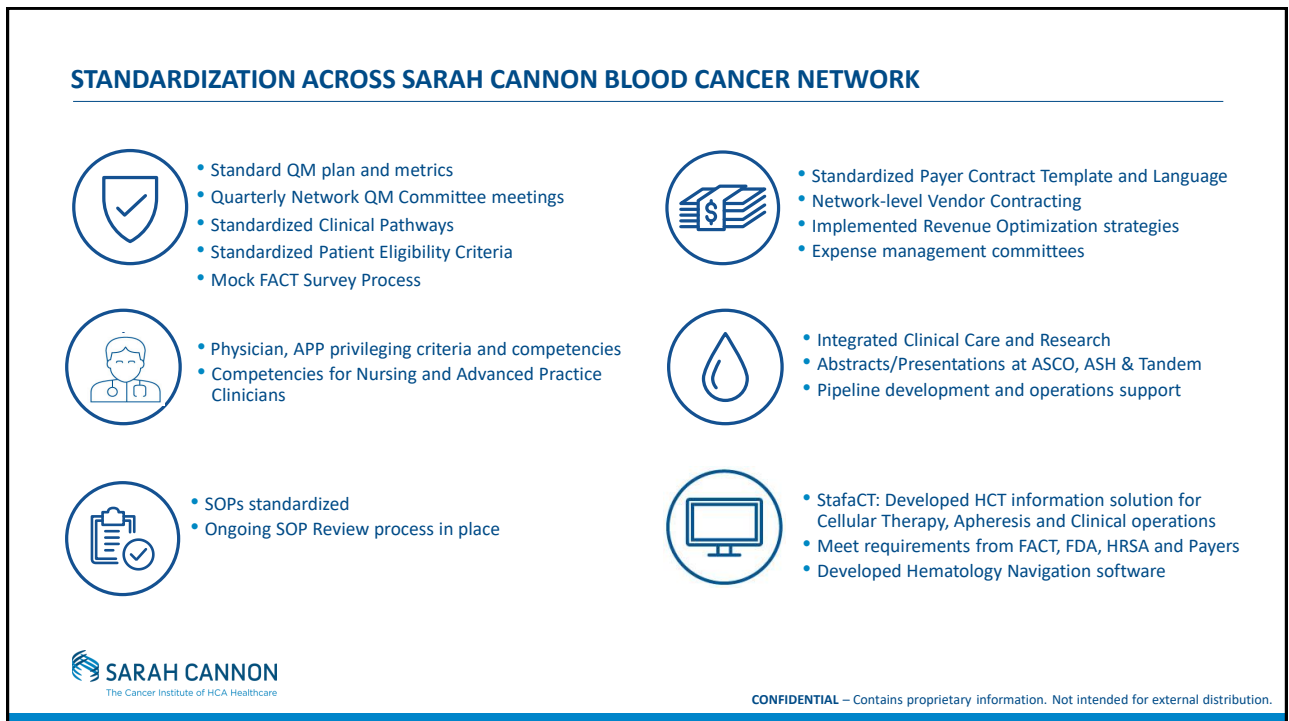 STANDARDIZATION ACROSS SARAH CANNON BLOOD CANCER NETWORK
• Standard QM plan and metrics
• Quarterly Network QM Committee meetings
• Standardized Clinical Pathways
• Standardized Patient Eligibility Criteria
• Mock FACT Survey Process
• Physician, APP privileging criteria and competencies
• Competencies for Nursing and Advanced Practice
Clinicians
• SOPs standardized
• Ongoing SOP Review process in place
$
• Standardized Payer Contract Template and Language
• Network-level Vendor Contracting
• Implemented Revenue Optimization strategies
• Expense management committees
• Integrated Clinical Care and Research
• Abstracts/Presentations at ASCO, ASH & Tandem
• Pipeline development and operations support
• StafaCT: Developed HCT information solution for
Cellular Therapy, Apheresis and Clinical operations
• Meet requirements from FACT, FDA, HRSA and Payers
• Developed Hematology Navigation software
SARAH CANNON
The Cancer Institute of HCA Healthcare
CONFIDENTIAL – Contains proprietary information. Not intended for external distribution.